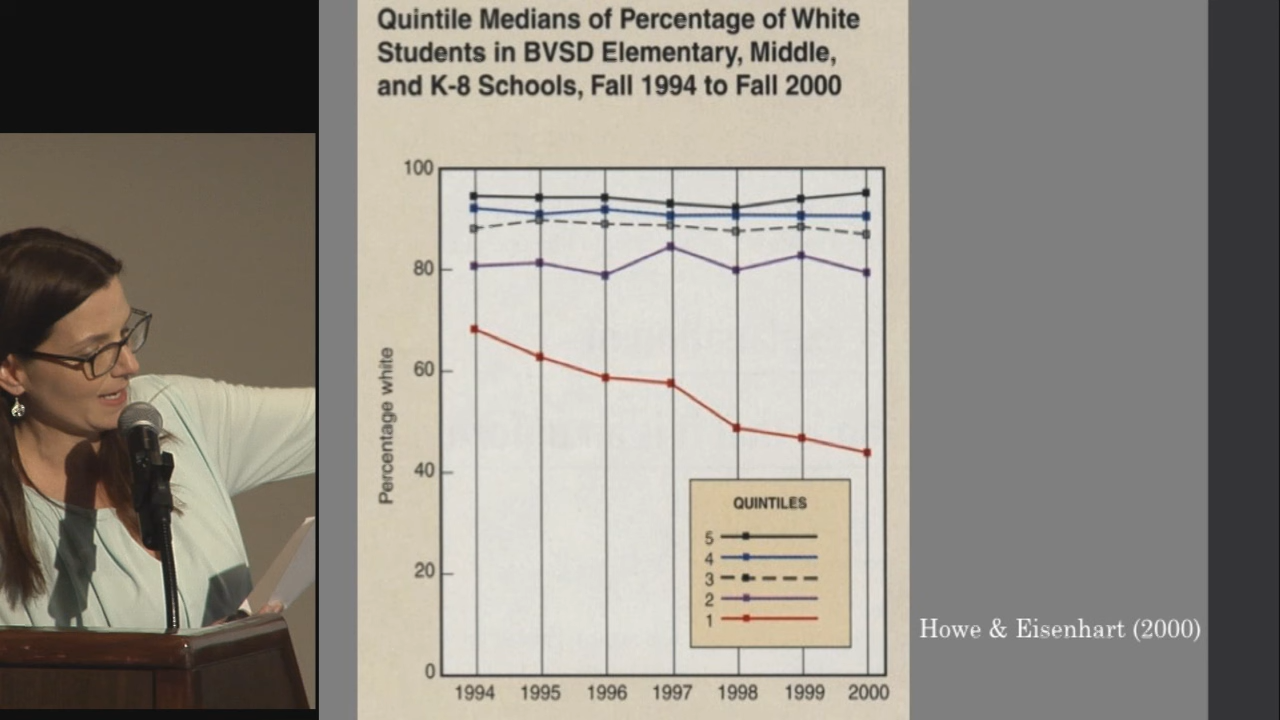 Quintile Medians of Percentage of White
Students in BVSD Elementary, Middle,
and K-8 Schools, Fall 1994 to Fall 2000
100
80
60
40
20
0
Percentage white
QUINTILES
5
4
3
2
1
1994 1995 1996 1997 1998 1999 2000
Howe & Eisenhart (2000)